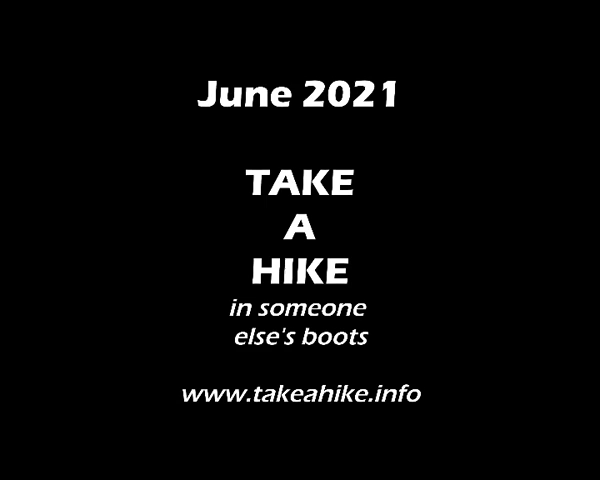 June 2021
TAKE
A
HIKE
in someone
else's boots
www.takeahike.info